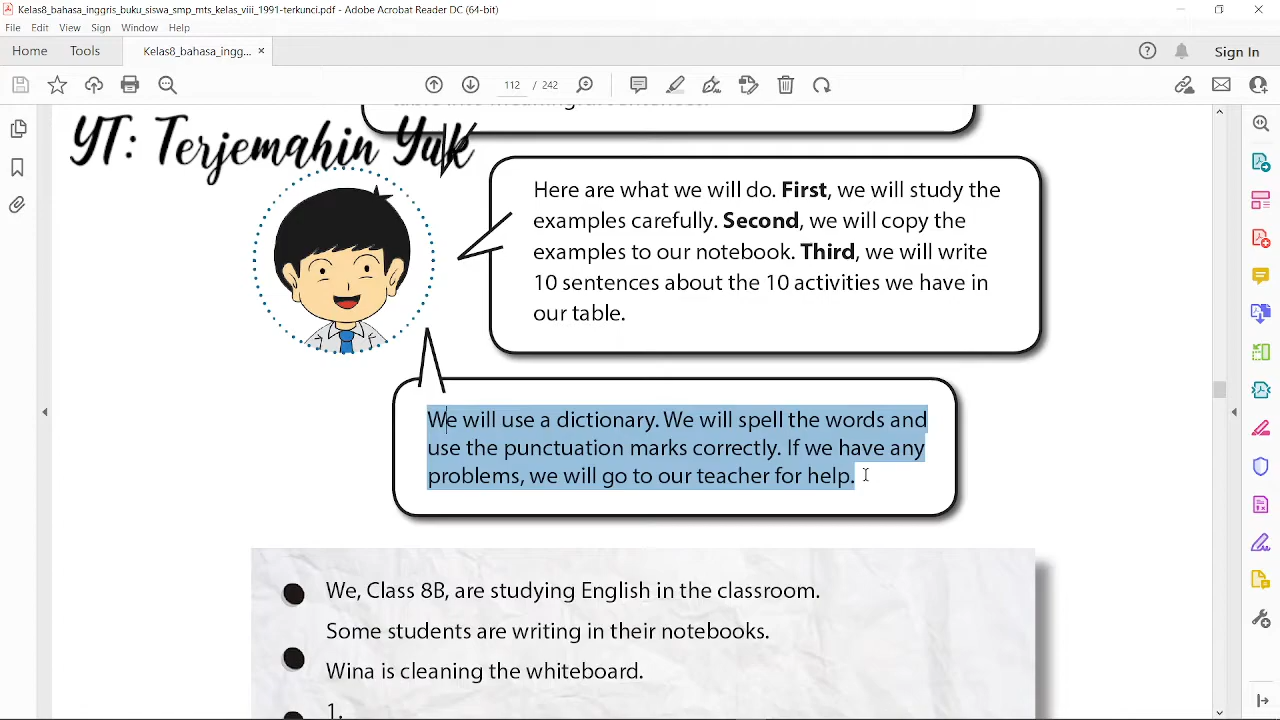 Kelas8_bahasa_inggris_buku_siswa_smp_mts_kelas_viii_1991-terkunci.pdf - Adobe Acrobat Reader DC (64-bit)
File Edit View Sign Window Help
Home Tools Kelas8_bahasa_ingg... × Sign In
112 / 242
YT: Terjemahin Yuk
Here are what we will do. First, we will study the
examples carefully. Second, we will copy the
examples to our notebook. Third, we will write
10 sentences about the 10 activities we have in
our table.
We will use a dictionary. We will spell the words and
use the punctuation marks correctly. If we have any
problems, we will go to our teacher for help.
We, Class 8B, are studying English in the classroom.
Some students are writing in their notebooks.
Wina is cleaning the whiteboard.
1.